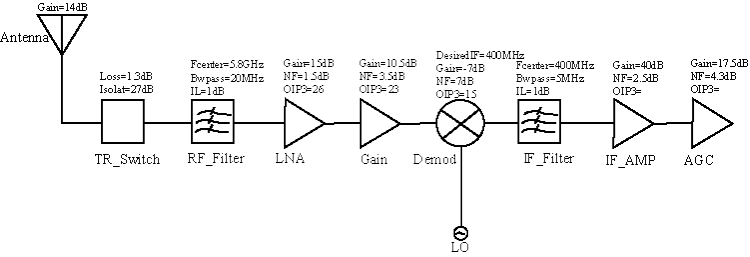 Gain=14dB
Antenna
Loss=1.3dB
Isolat=27dB
TR_Switch
Fcenter=5.8GHz
Bwpass=20MHz
IL=1dB
RF_Filter
Gain=15dB
NF=1.5dB
OIP3=26
LNA
Gain=10.5dB
NF=3.5dB
OIP3=23
Gain
DesiredIF=400MHz
Gain=-7dB
NF=7dB
OIP3=15
Demod
LO
Fcenter=400MHz
Bwpass=5MHz
IL=1dB
IF_Filter
Gain=40dB
NF=2.5dB
OIP3=
IF_AMP
Gain=17.5dB
NF=4.3dB
OIP3=
AGC